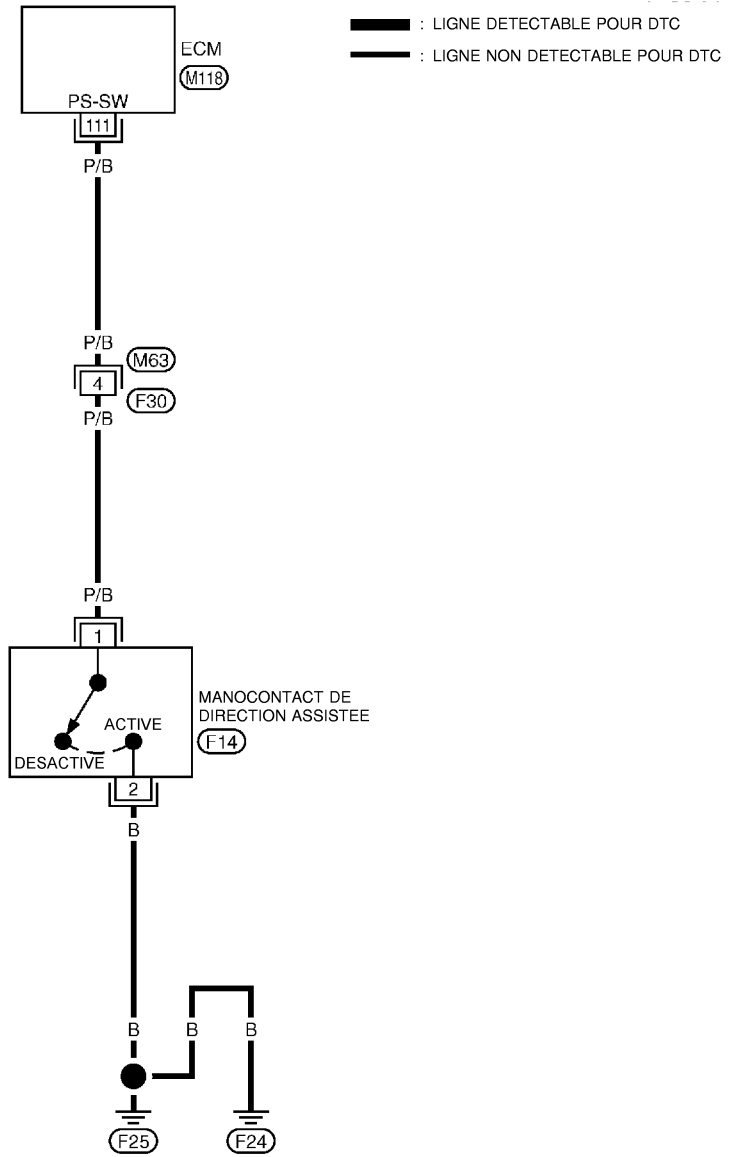 : LIGNE DETECTABLE POUR DTC
: LIGNE NON DETECTABLE POUR DTC
ECM
M118
PS-SW
111
P/B
P/B
M63
4
F30
P/B
P/B
1
MANOCONTACT DE
DIRECTION ASSISTEE
F14
ACTIVE
DESACTIVE
2
B
B B B
F25 F24